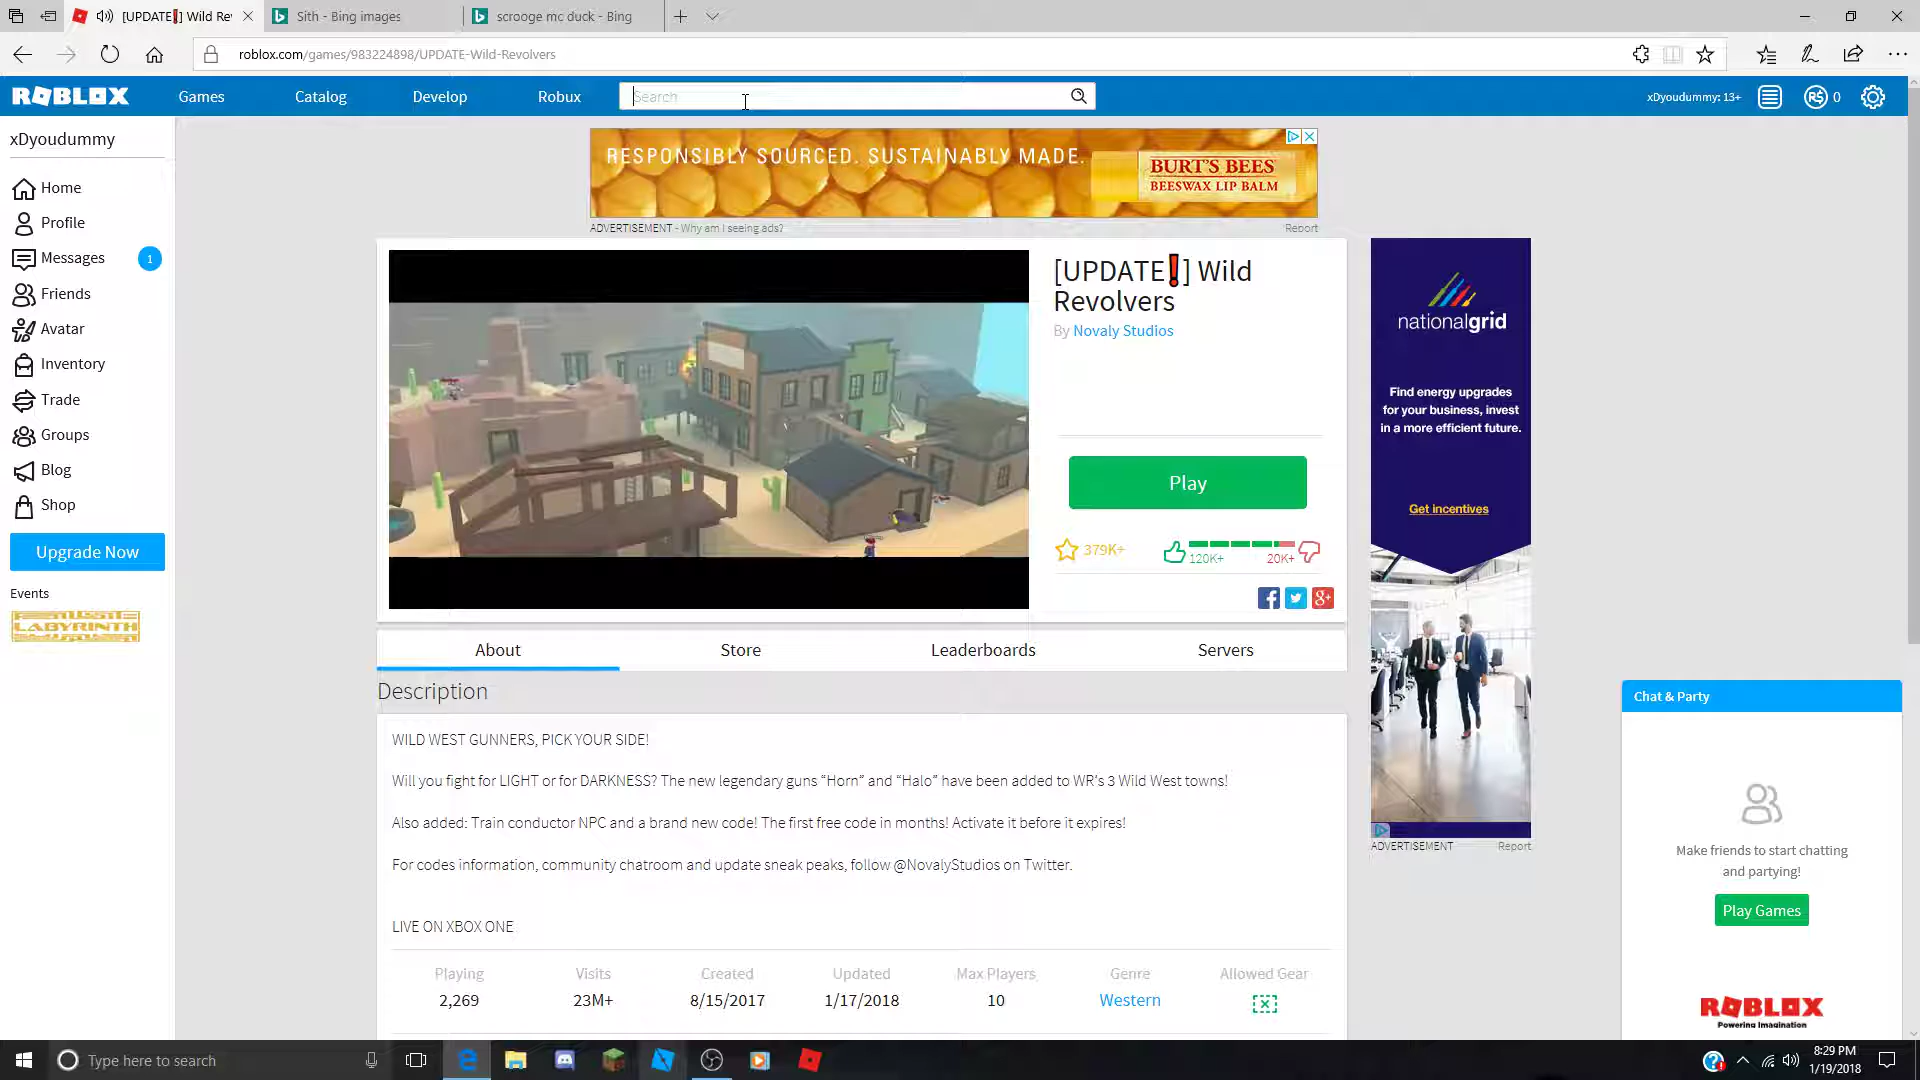 [UPDATE❗] Wild Re
Sith - Bing images
scrooge mc duck - Bing
roblox.com/games/983224898/UPDATE-Wild-Revolvers
ROBLOX
Games
Catalog
Develop
Robux
Search
xDyoudummy: 13+
R$ 0
xDyoudummy
Home
Profile
Messages
1
Friends
Avatar
Inventory
Trade
Groups
Blog
Shop
Upgrade Now
Events
LABYRINTH
RESPONSIBLY SOURCED. SUSTAINABLY MADE.
BURT'S BEES
BEESWAX LIP BALM
ADVERTISEMENT - Why am I seeing ads?
Report
[UPDATE❗] Wild
Revolvers
By Novaly Studios
Play
379K+
120K+
20K+
nationalgrid
Find energy upgrades
for your business, invest
in a more efficient future.
Get incentives
ADVERTISEMENT
Report
About
Store
Leaderboards
Servers
Description
WILD WEST GUNNERS, PICK YOUR SIDE!
Will you fight for LIGHT or for DARKNESS? The new legendary guns “Horn” and “Halo” have been added to WR's 3 Wild West towns!
Also added: Train conductor NPC and a brand new code! The first free code in months! Activate it before it expires!
For codes information, community chatroom and update sneak peaks, follow @NovalyStudios on Twitter.
LIVE ON XBOX ONE
Playing
Visits
Created
Updated
Max Players
Genre
Allowed Gear
2,269
23M+
8/15/2017
1/17/2018
10
Western
Chat & Party
Make friends to start chatting
and partying!
Play Games
ROBLOX
Powering Imagination
Type here to search
8:29 PM
1/19/2018